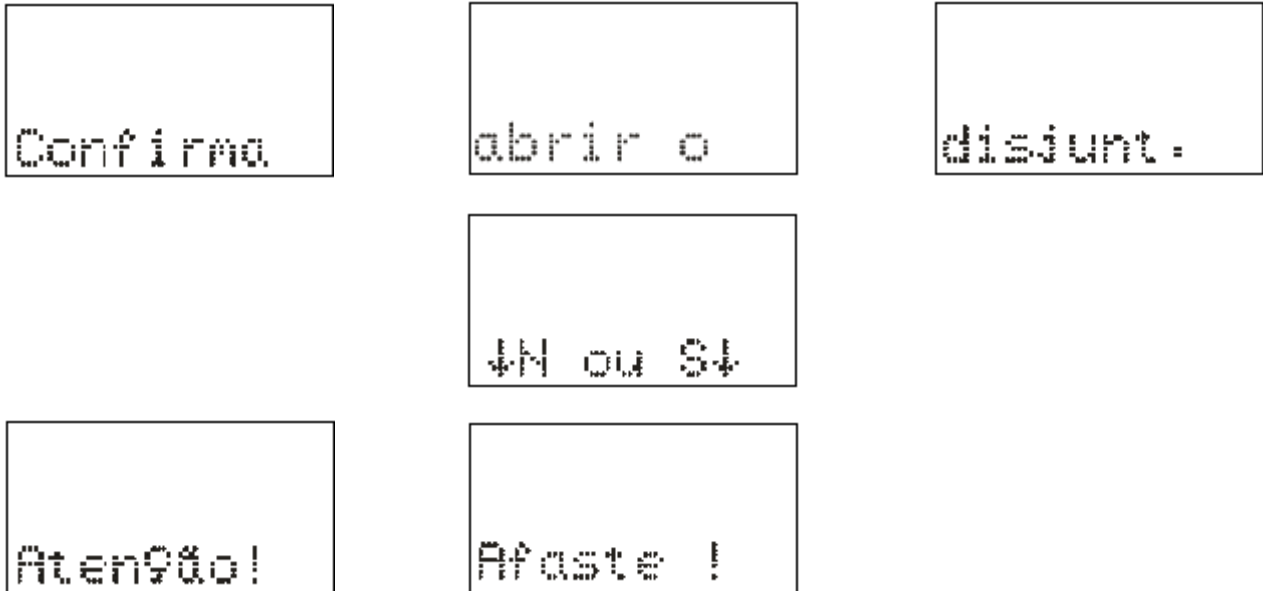 Confirma
abrir o
disjunt.
↓N ou S↓
Atenção!
Afaste !